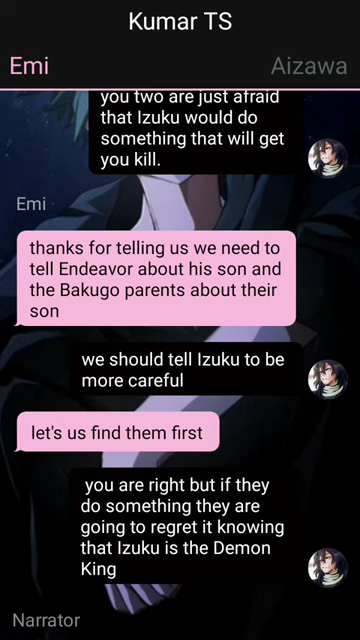 Kumar TS
Emi Aizawa
you two are just afraid
that Izuku would do
something that will get
you kill.
Emi
thanks for telling us we need to
tell Endeavor about his son and
the Bakugo parents about their
son
we should tell Izuku to be
more careful
let's us find them first
you are right but if they
do something they are
going to regret it knowing
that Izuku is the Demon
King
Narrator